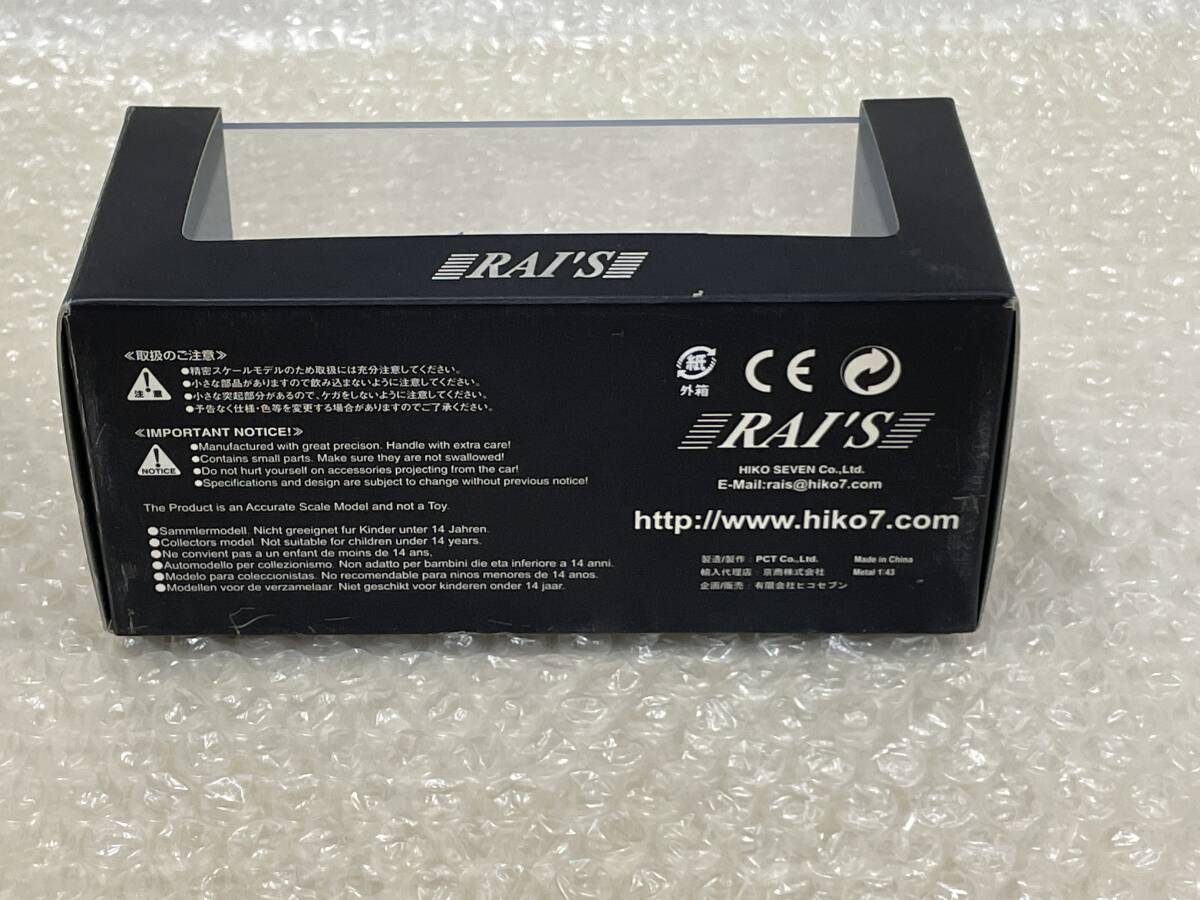 RAI'S
≪取扱のご注意≫
注 意
●精密スケールモデルのため取扱には充分注意してください。
●小さな部品がありますので飲み込まないように注意してください。
●小さな突起部分があるので、ケガをしないように注意してください。
●予告なく仕様・色等を変更する場合がありますのでご了承ください。
≪IMPORTANT NOTICE!≫
NOTICE
●Manufactured with great precison. Handle with extra care!
●Contains small parts. Make sure they are not swallowed!
●Do not hurt yourself on accessories projecting from the car!
●Specifications and design are subject to change without previous notice!
The Product is an Accurate Scale Model and not a Toy.
●Sammlermodell. Nicht greeignet fur Kinder unter 14 Jahren.
●Collectors model. Not suitable for children under 14 years.
●Ne convient pas a un enfant de moins de 14 ans,
●Automodello per collezionismo. Non adatto per bambini die eta inferiore a 14 anni.
●Modelo para coleccionistas. No recomendable para ninos menores de 14 anos.
●Modellen voor de verzamelaar. Niet geschikt voor kinderen onder 14 jaar.
紙
外箱
CE
RAI'S
HIKO SEVEN Co.,Ltd.
E-Mail:rais@hiko7.com
http://www.hiko7.com
製造/製作 : PCT Co.,Ltd. Made in China
輸入代理店 : 京商株式会社 Metal 1:43
企画/販売 : 有限会社ヒコセブン